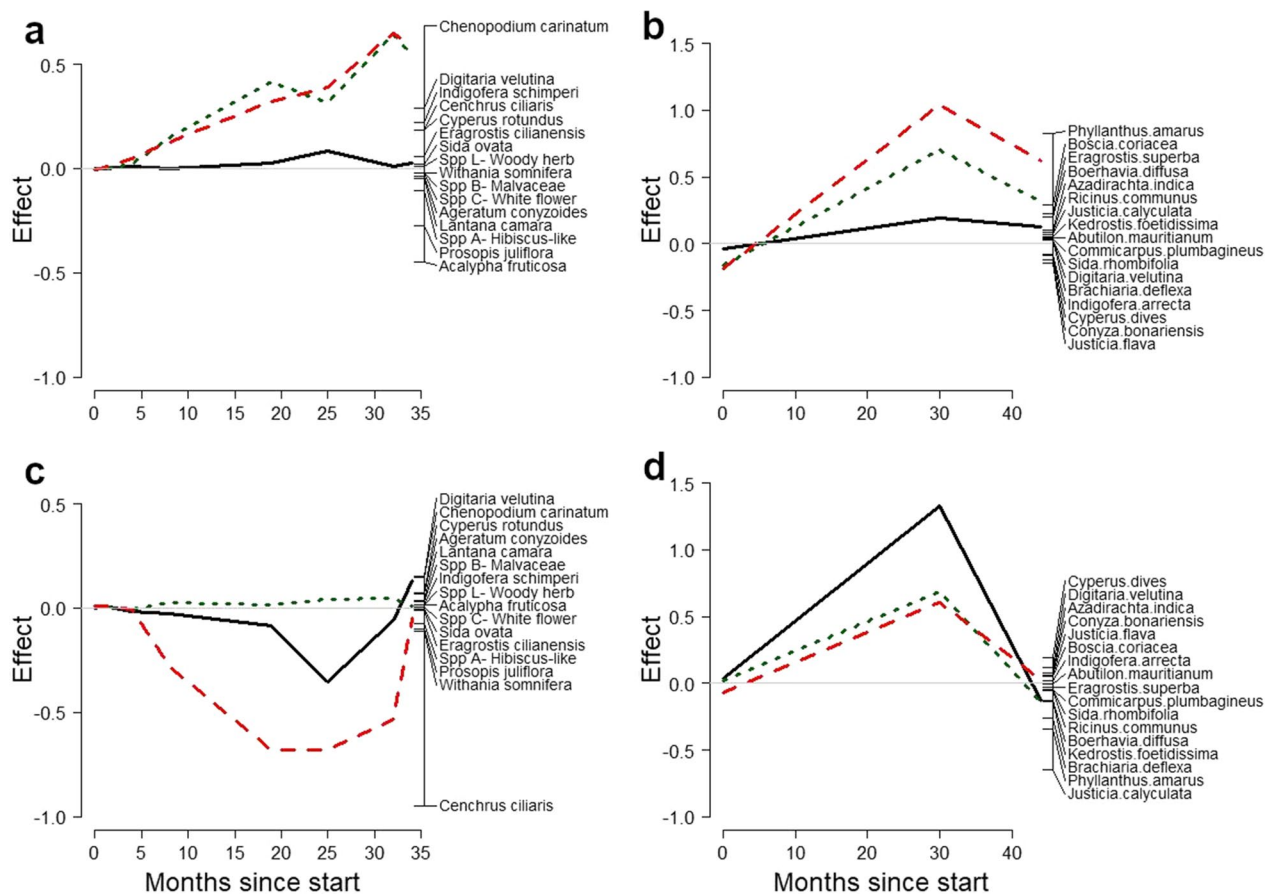 a
Effect
0.5
0.0
-0.5
-1.0
0 5 10 15 20 25 30 35
Chenopodium carinatum
Digitaria velutina
Indigofera schimperi
Cenchrus ciliaris
Cyperus rotundus
Eragrostis cilianensis
Sida ovata
Spp L- Woody herb
Withania somnifera
Spp B- Malvaceae
Spp C- White flower
Ageratum conyzoides
Lantana camara
Spp A- Hibiscus-like
Prosopis juliflora
Acalypha fruticosa
b
Effect
1.5
1.0
0.5
0.0
-0.5
-1.0
0 10 20 30 40
Phyllanthus.amarus
Boscia.coriacea
Eragrostis.superba
Boerhavia.diffusa
Azadirachta.indica
Ricinus.communus
Justicia.calyculata
Kedrostis.foetidissima
Abutilon.mauritianum
Commicarpus.plumbagineus
Sida.rhombifolia
Digitaria.velutina
Brachiaria.deflexa
Indigofera.arrecta
Cyperus.dives
Conyza.bonariensis
Justicia.flava
c
Effect
0.5
0.0
-0.5
-1.0
0 5 10 15 20 25 30 35
Months since start
Digitaria velutina
Chenopodium carinatum
Cyperus rotundus
Ageratum conyzoides
Lantana camara
Spp B- Malvaceae
Indigofera schimperi
Spp L- Woody herb
Acalypha fruticosa
Spp C- White flower
Sida ovata
Eragrostis cilianensis
Spp A- Hibiscus-like
Prosopis juliflora
Withania somnifera
Cenchrus ciliaris
d
Effect
1.5
1.0
0.5
0.0
-0.5
-1.0
0 10 20 30 40
Months since start
Cyperus.dives
Digitaria.velutina
Azadirachta.indica
Conyza.bonariensis
Justicia.flava
Boscia.coriacea
Indigofera.arrecta
Abutilon.mauritianum
Eragrostis.superba
Commicarpus.plumbagineus
Sida.rhombifolia
Ricinus.communus
Boerhavia.diffusa
Kedrostis.foetidissima
Brachiaria.deflexa
Phyllanthus.amarus
Justicia.calyculata